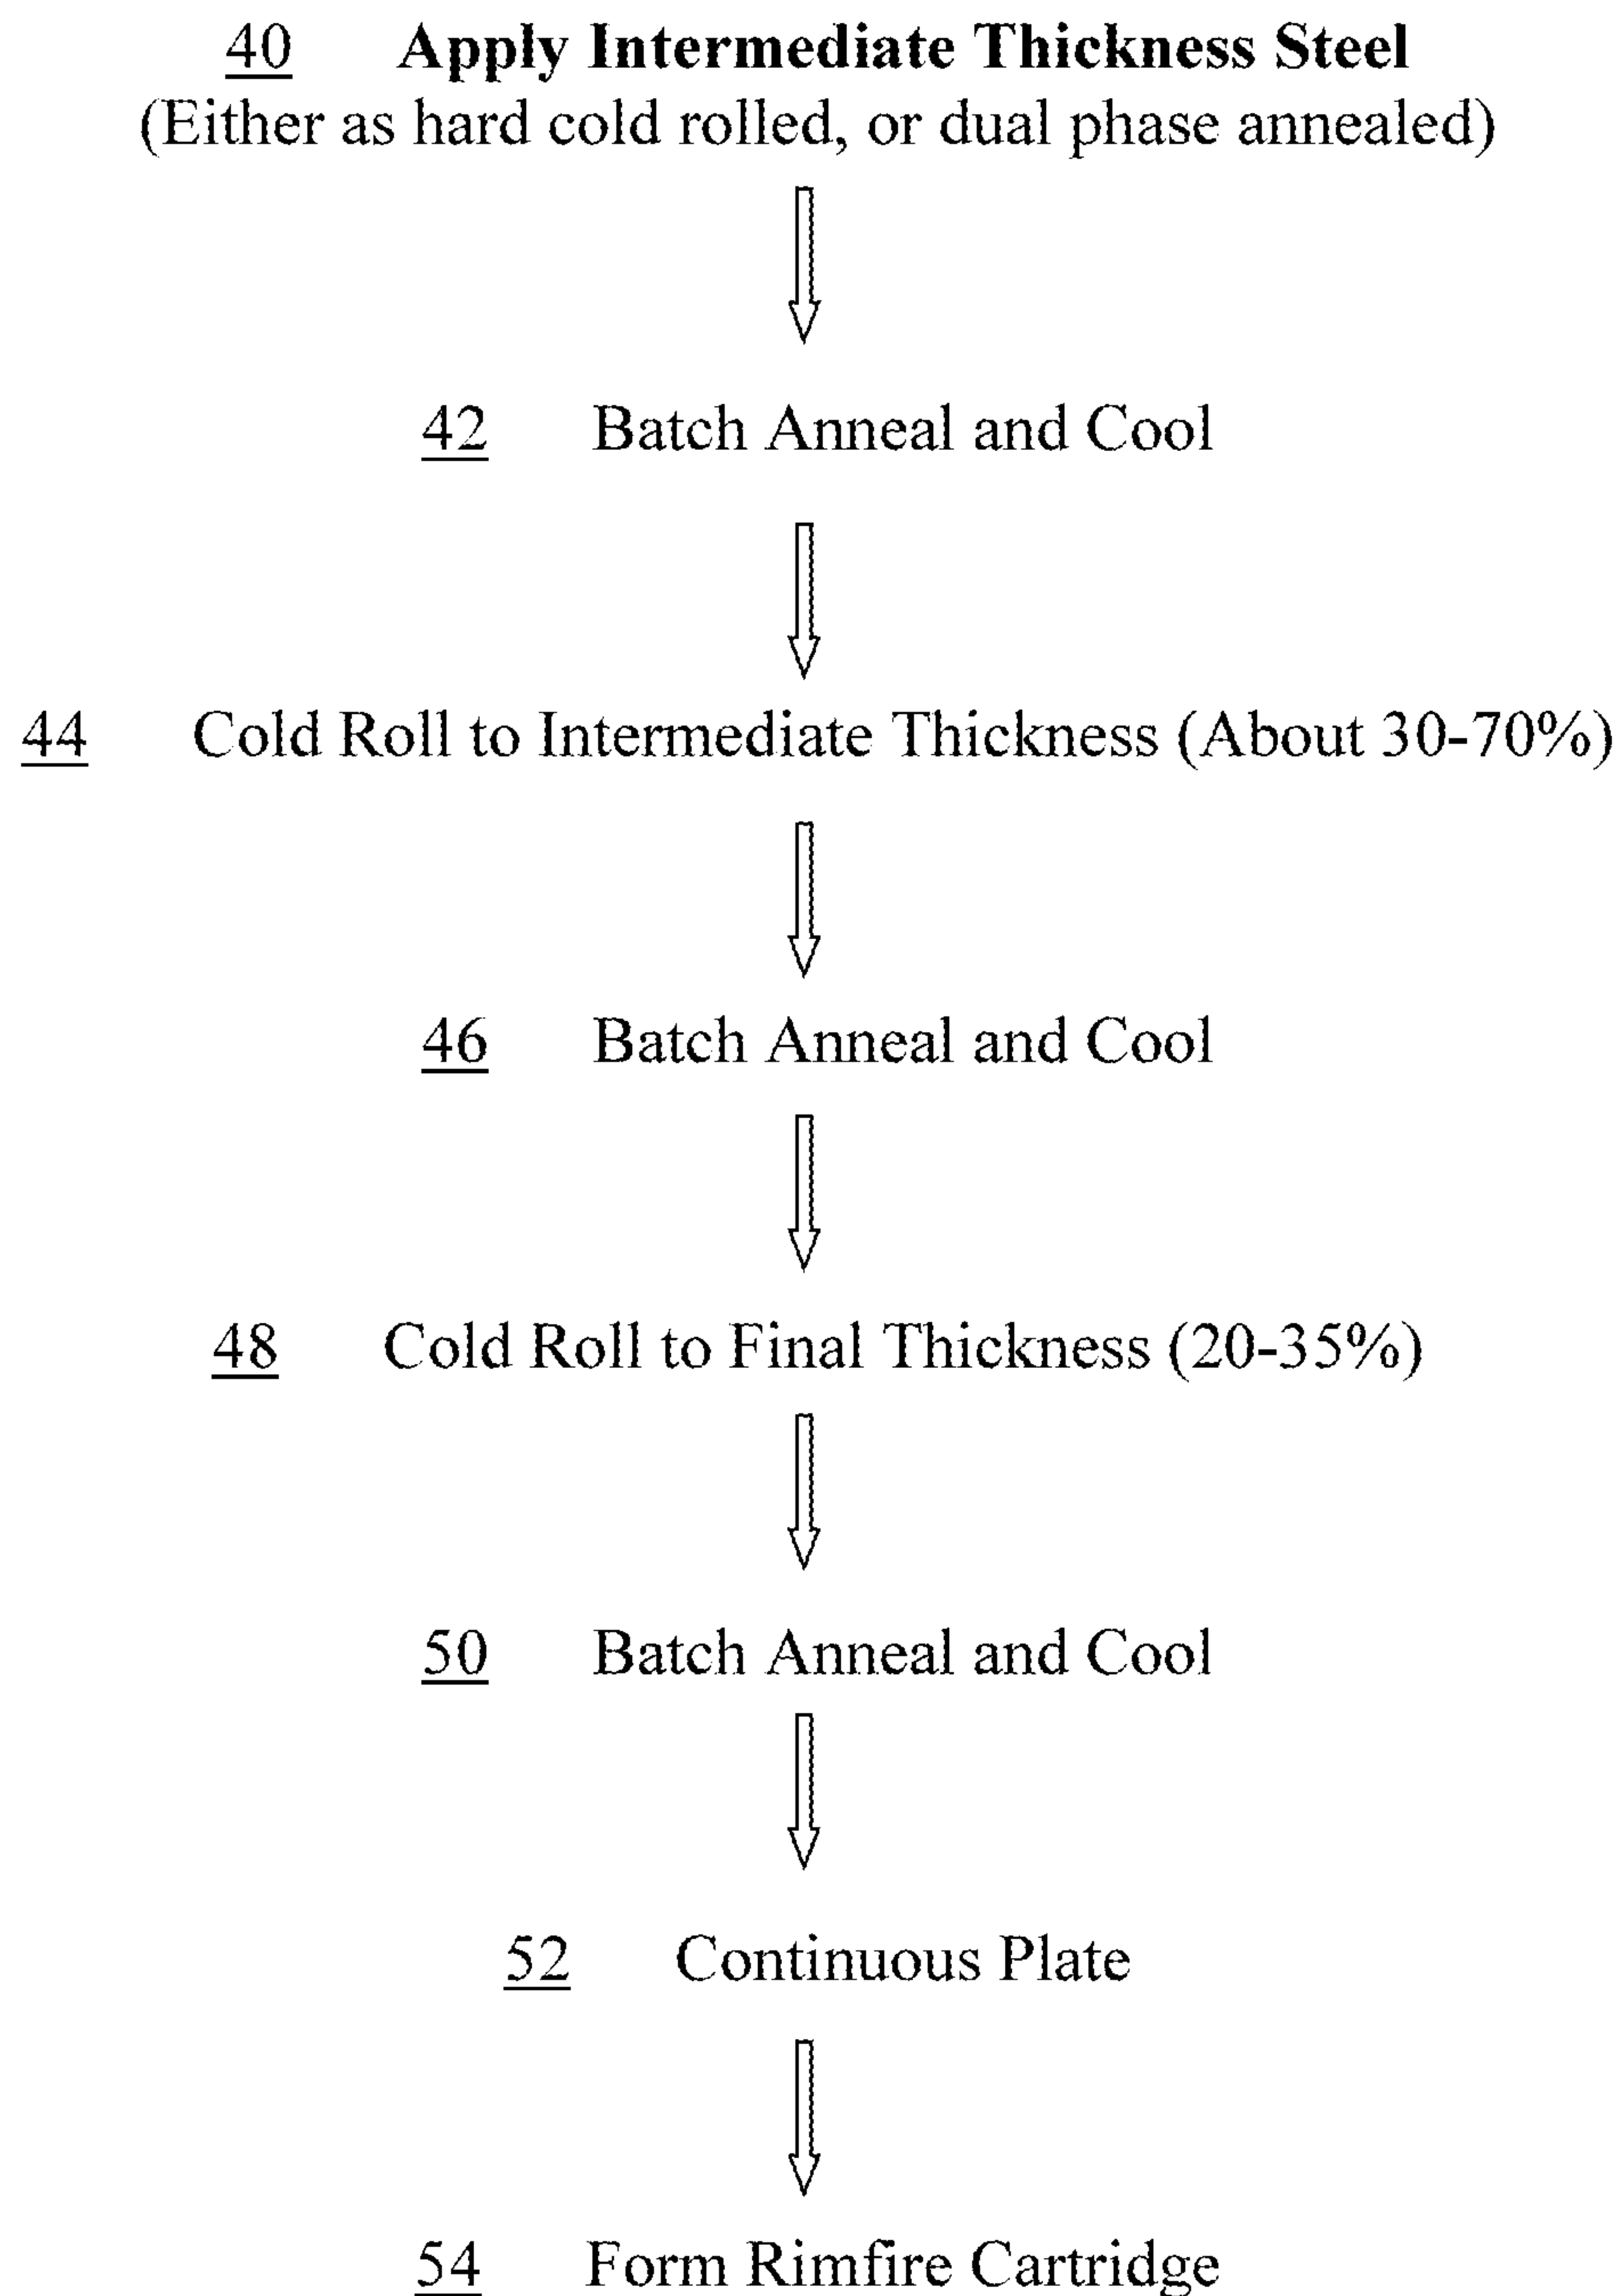 40 Apply Intermediate Thickness Steel
(Either as hard cold rolled, or dual phase annealed)
42 Batch Anneal and Cool
44 Cold Roll to Intermediate Thickness (About 30-70%)
46 Batch Anneal and Cool
48 Cold Roll to Final Thickness (20-35%)
50 Batch Anneal and Cool
52 Continuous Plate
54 Form Rimfire Cartridge